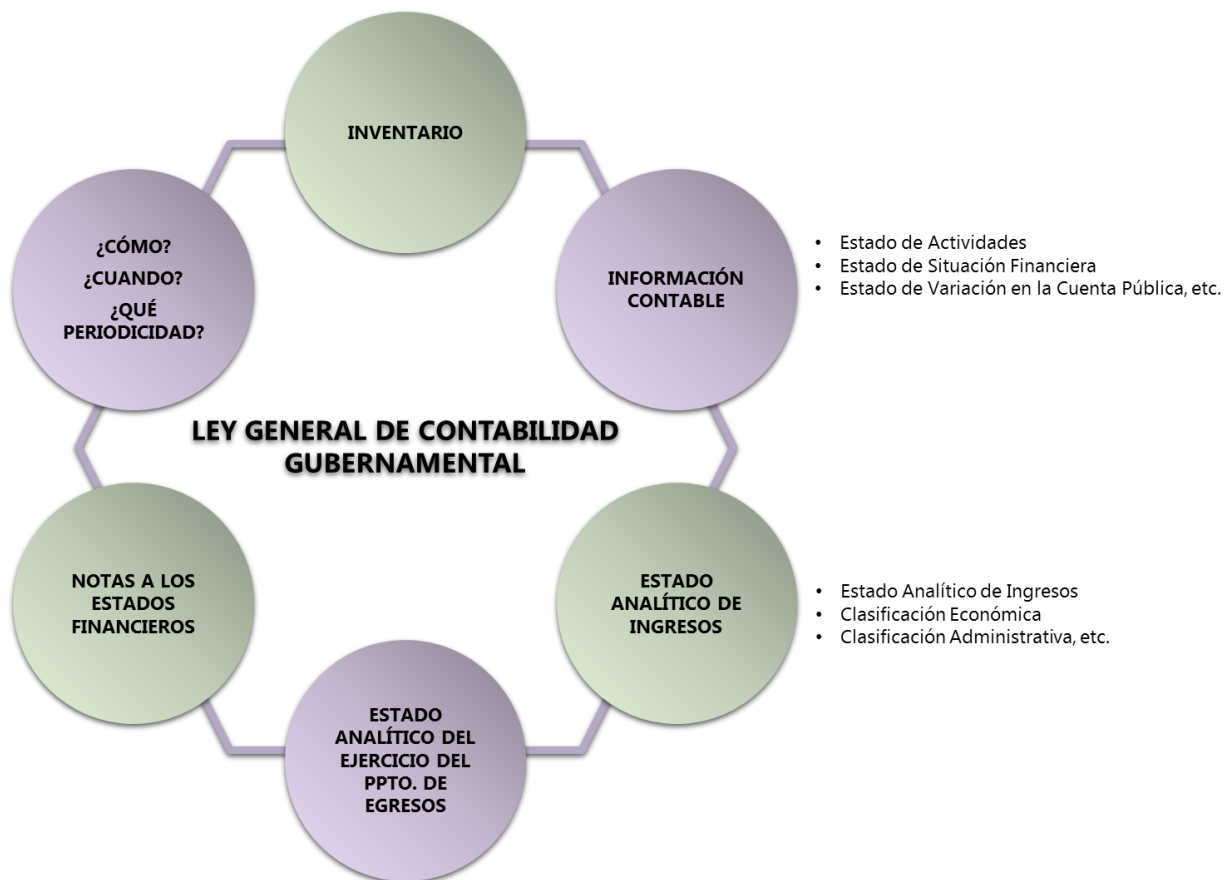 INVENTARIO
¿CÓMO?
¿CUANDO?
¿QUÉ
PERIODICIDAD?
INFORMACIÓN
CONTABLE
• Estado de Actividades
• Estado de Situación Financiera
• Estado de Variación en la Cuenta Pública, etc.
LEY GENERAL DE CONTABILIDAD
GUBERNAMENTAL
NOTAS A LOS
ESTADOS
FINANCIEROS
ESTADO
ANALÍTICO DE
INGRESOS
• Estado Analítico de Ingresos
• Clasificación Económica
• Clasificación Administrativa, etc.
ESTADO
ANALÍTICO DEL
EJERCICIO DEL
PPTO. DE
EGRESOS